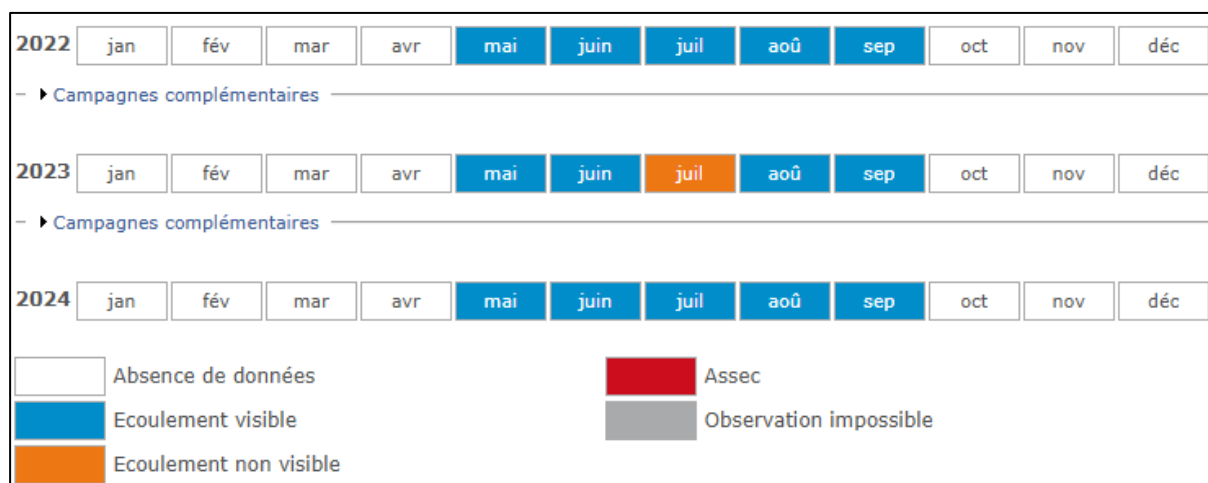 2022 jan fév mar avr mai juin juil aoû sep oct nov déc
Campagnes complémentaires
2023 jan fév mar avr mai juin juil aoû sep oct nov déc
Campagnes complémentaires
2024 jan fév mar avr mai juin juil aoû sep oct nov déc
Absence de données Assec
Ecoulement visible Observation impossible
Ecoulement non visible